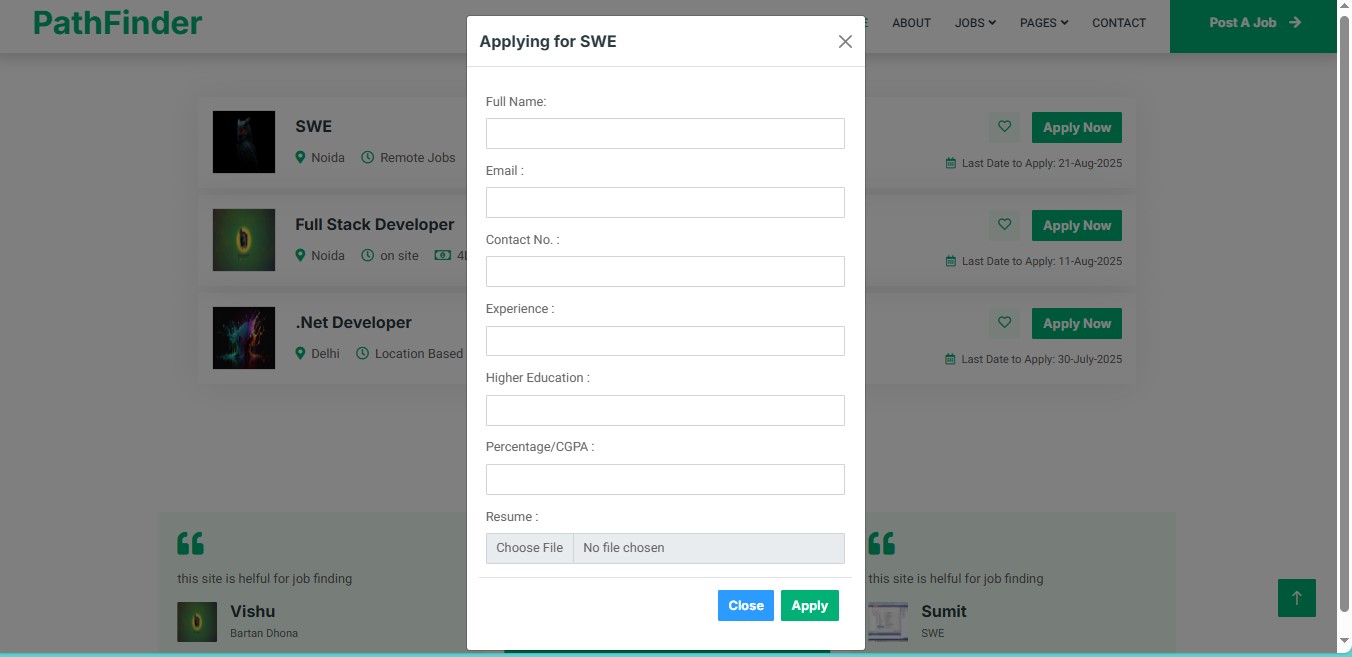 PathFinder
ABOUT
JOBS
PAGES
CONTACT
Post A Job
Applying for SWE
Full Name:
Email :
Contact No. :
Experience :
Higher Education :
Percentage/CGPA :
Resume :
Choose File No file chosen
Close Apply
SWE
Noida Remote Jobs
Apply Now
Last Date to Apply: 21-Aug-2025
Full Stack Developer
Noida on site
Apply Now
Last Date to Apply: 11-Aug-2025
.Net Developer
Delhi Location Based
Apply Now
Last Date to Apply: 30-July-2025
this site is helful for job finding
Vishu
Bartan Dhona
this site is helful for job finding
Sumit
SWE